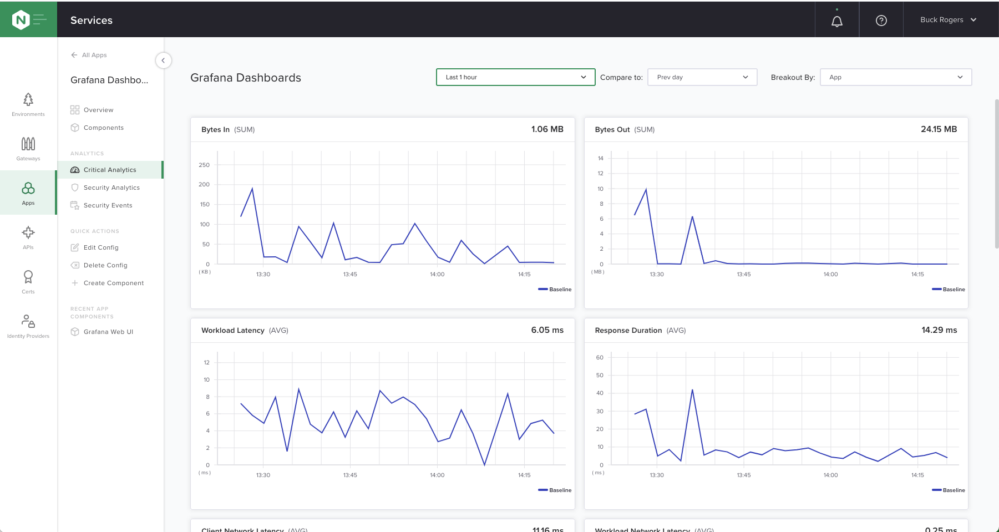 N
Services
Buck Rogers
Environments
Gateways
Apps
APIs
Certs
Identity Providers
All Apps
Grafana Dashbo...
Overview
Components
ANALYTICS
Critical Analytics
Security Analytics
Security Events
QUICK ACTIONS
Edit Config
Delete Config
Create Component
RECENT APP
COMPONENTS
Grafana Web UI
Grafana Dashboards
Last 1 hour
Compare to:
Prev day
Breakout By:
App
Bytes In (SUM)
1.06 MB
250
200
150
100
50
0
( KB )
13:30 13:45 14:00 14:15
Baseline
Bytes Out (SUM)
24.15 MB
14
12
10
8
6
4
2
0
( MB )
13:30 13:45 14:00 14:15
Baseline
Workload Latency (AVG)
6.05 ms
12
10
8
6
4
2
0
( ms )
13:30 13:45 14:00 14:15
Baseline
Response Duration (AVG)
14.29 ms
60
50
40
30
20
10
0
( ms )
13:30 13:45 14:00 14:15
Baseline
Client Network Latency (AVG)
11.16 ms
Workload Network Latency (AVG)
0.25 ms